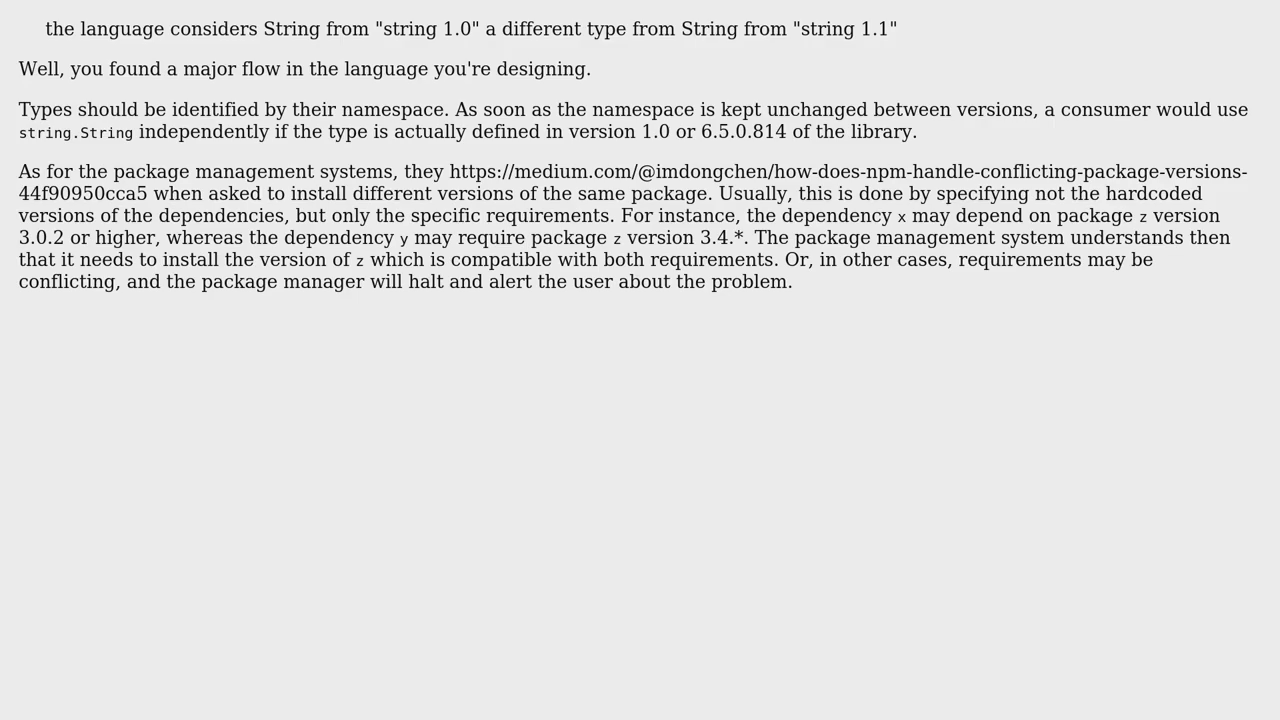 the language considers String from "string 1.0" a different type from String from "string 1.1"
Well, you found a major flow in the language you're designing.
Types should be identified by their namespace. As soon as the namespace is kept unchanged between versions, a consumer would use
string.String independently if the type is actually defined in version 1.0 or 6.5.0.814 of the library.
As for the package management systems, they https://medium.com/@imdongchen/how-does-npm-handle-conflicting-package-versions-
44f90950cca5 when asked to install different versions of the same package. Usually, this is done by specifying not the hardcoded
versions of the dependencies, but only the specific requirements. For instance, the dependency x may depend on package z version
3.0.2 or higher, whereas the dependency y may require package z version 3.4.*. The package management system understands then
that it needs to install the version of z which is compatible with both requirements. Or, in other cases, requirements may be
conflicting, and the package manager will halt and alert the user about the problem.